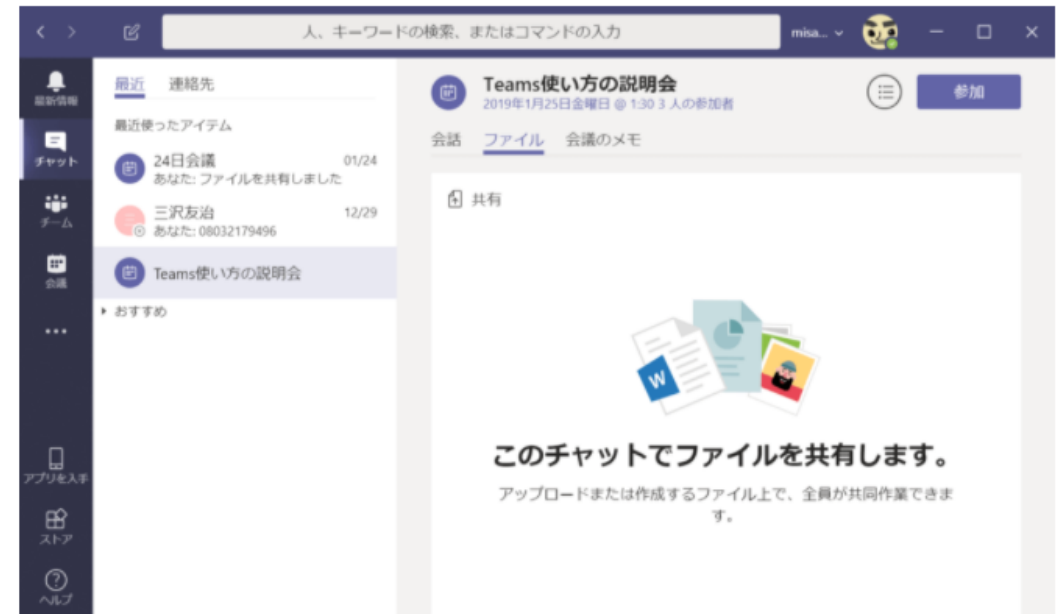 人、キーワードの検索、またはコマンドの入力
misa...
最新情報
チャット
チーム
会議
アプリを入手
ストア
ヘルプ
最近 連絡先
最近使ったアイテム
24日会議 01/24
あなた: ファイルを共有しました
三沢友治 12/29
あなた: 08032179496
Teams使い方の説明会
おすすめ
Teams使い方の説明会
2019年1月25日金曜日 @ 1:30 3 人の参加者
参加
会話 ファイル 会議のメモ
共有
W
このチャットでファイルを共有します。
アップロードまたは作成するファイル上で、全員が共同作業できま
す。